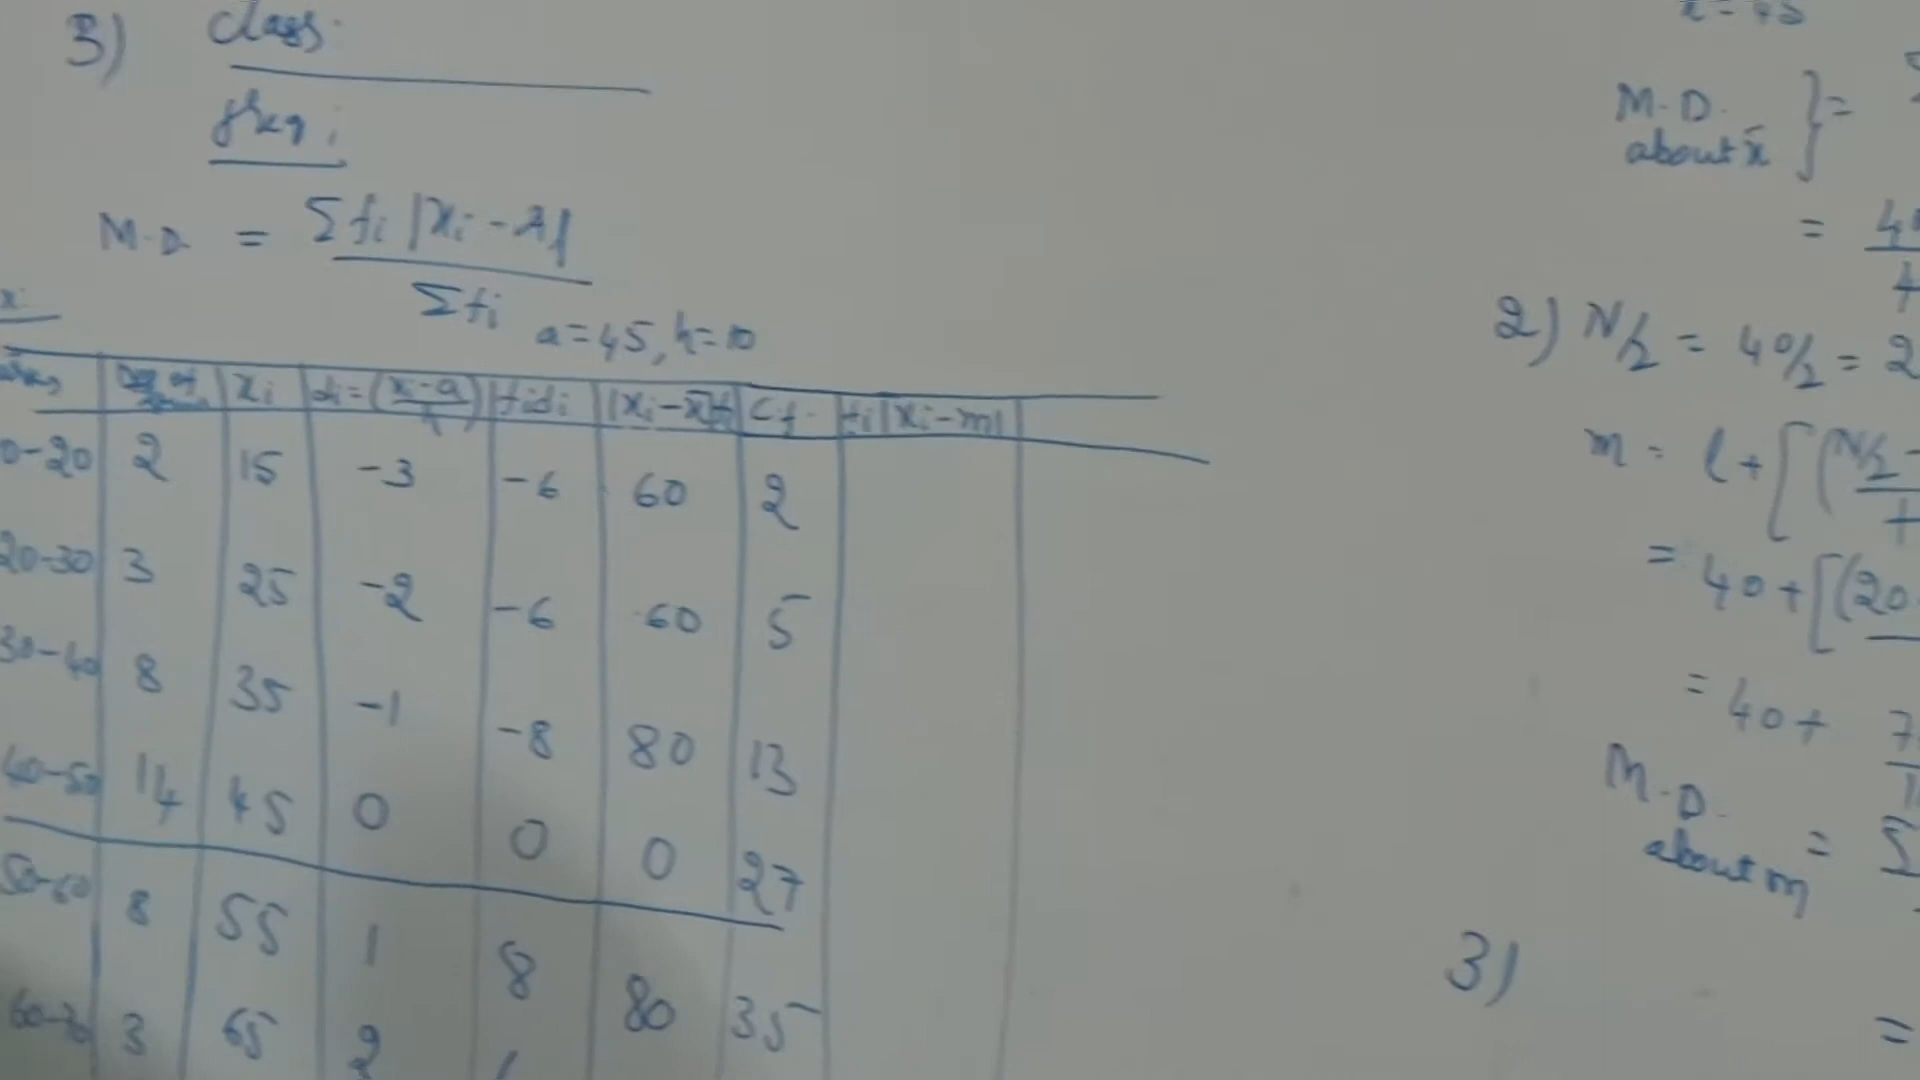 3) Class.
freq.
M.D. = Σfi |xi - A|
Σfi
a=45, h=10
xi | di = (xi-a / h) | fidi | |xi-x̄|fi | Cf. | fi|xi-m|
0-20 2 15 -3 -6 60 2
20-30 3 25 -2 -6 60 5
30-40 8 35 -1 -8 80 13
40-50 14 45 0 0 0 27
50-60 8 55 1 8 80 35
3 65 2
M.D. about x̄ } =
= 
2) N/2 = 40/2 = 2
m = l + [(N/2 -
= 40 + [(20
= 40 + 7
M.D. about m =
3)
=